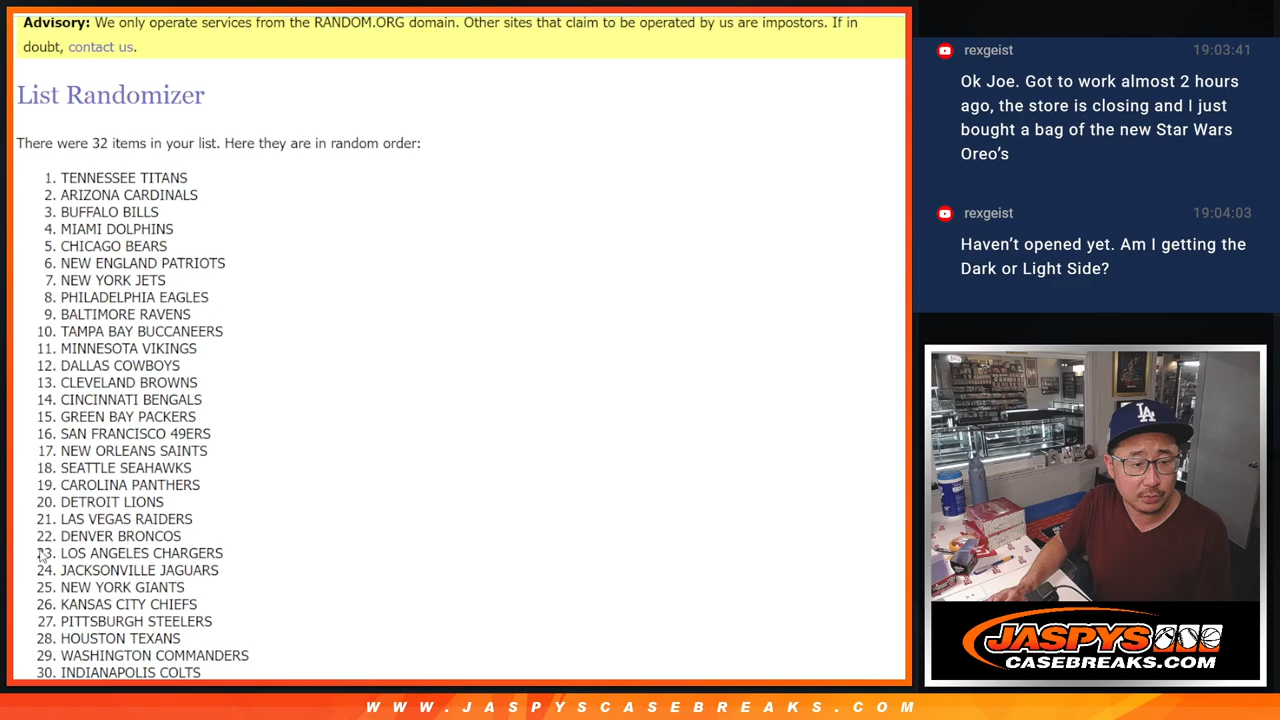 Advisory: We only operate services from the RANDOM.ORG domain. Other sites that claim to be operated by us are impostors. If in
doubt, contact us.
List Randomizer
There were 32 items in your list. Here they are in random order:
1. TENNESSEE TITANS
2. ARIZONA CARDINALS
3. BUFFALO BILLS
4. MIAMI DOLPHINS
5. CHICAGO BEARS
6. NEW ENGLAND PATRIOTS
7. NEW YORK JETS
8. PHILADELPHIA EAGLES
9. BALTIMORE RAVENS
10. TAMPA BAY BUCCANEERS
11. MINNESOTA VIKINGS
12. DALLAS COWBOYS
13. CLEVELAND BROWNS
14. CINCINNATI BENGALS
15. GREEN BAY PACKERS
16. SAN FRANCISCO 49ERS
17. NEW ORLEANS SAINTS
18. SEATTLE SEAHAWKS
19. CAROLINA PANTHERS
20. DETROIT LIONS
21. LAS VEGAS RAIDERS
22. DENVER BRONCOS
23. LOS ANGELES CHARGERS
24. JACKSONVILLE JAGUARS
25. NEW YORK GIANTS
26. KANSAS CITY CHIEFS
27. PITTSBURGH STEELERS
28. HOUSTON TEXANS
29. WASHINGTON COMMANDERS
30. INDIANAPOLIS COLTS
rexgeist 19:03:41
Ok Joe. Got to work almost 2 hours
ago, the store is closing and I just
bought a bag of the new Star Wars
Oreo's
rexgeist 19:04:03
Haven't opened yet. Am I getting the
Dark or Light Side?
LA
JASPYS
CASEBREAKS.COM
WWW.JASPYSCASEBREAKS.COM